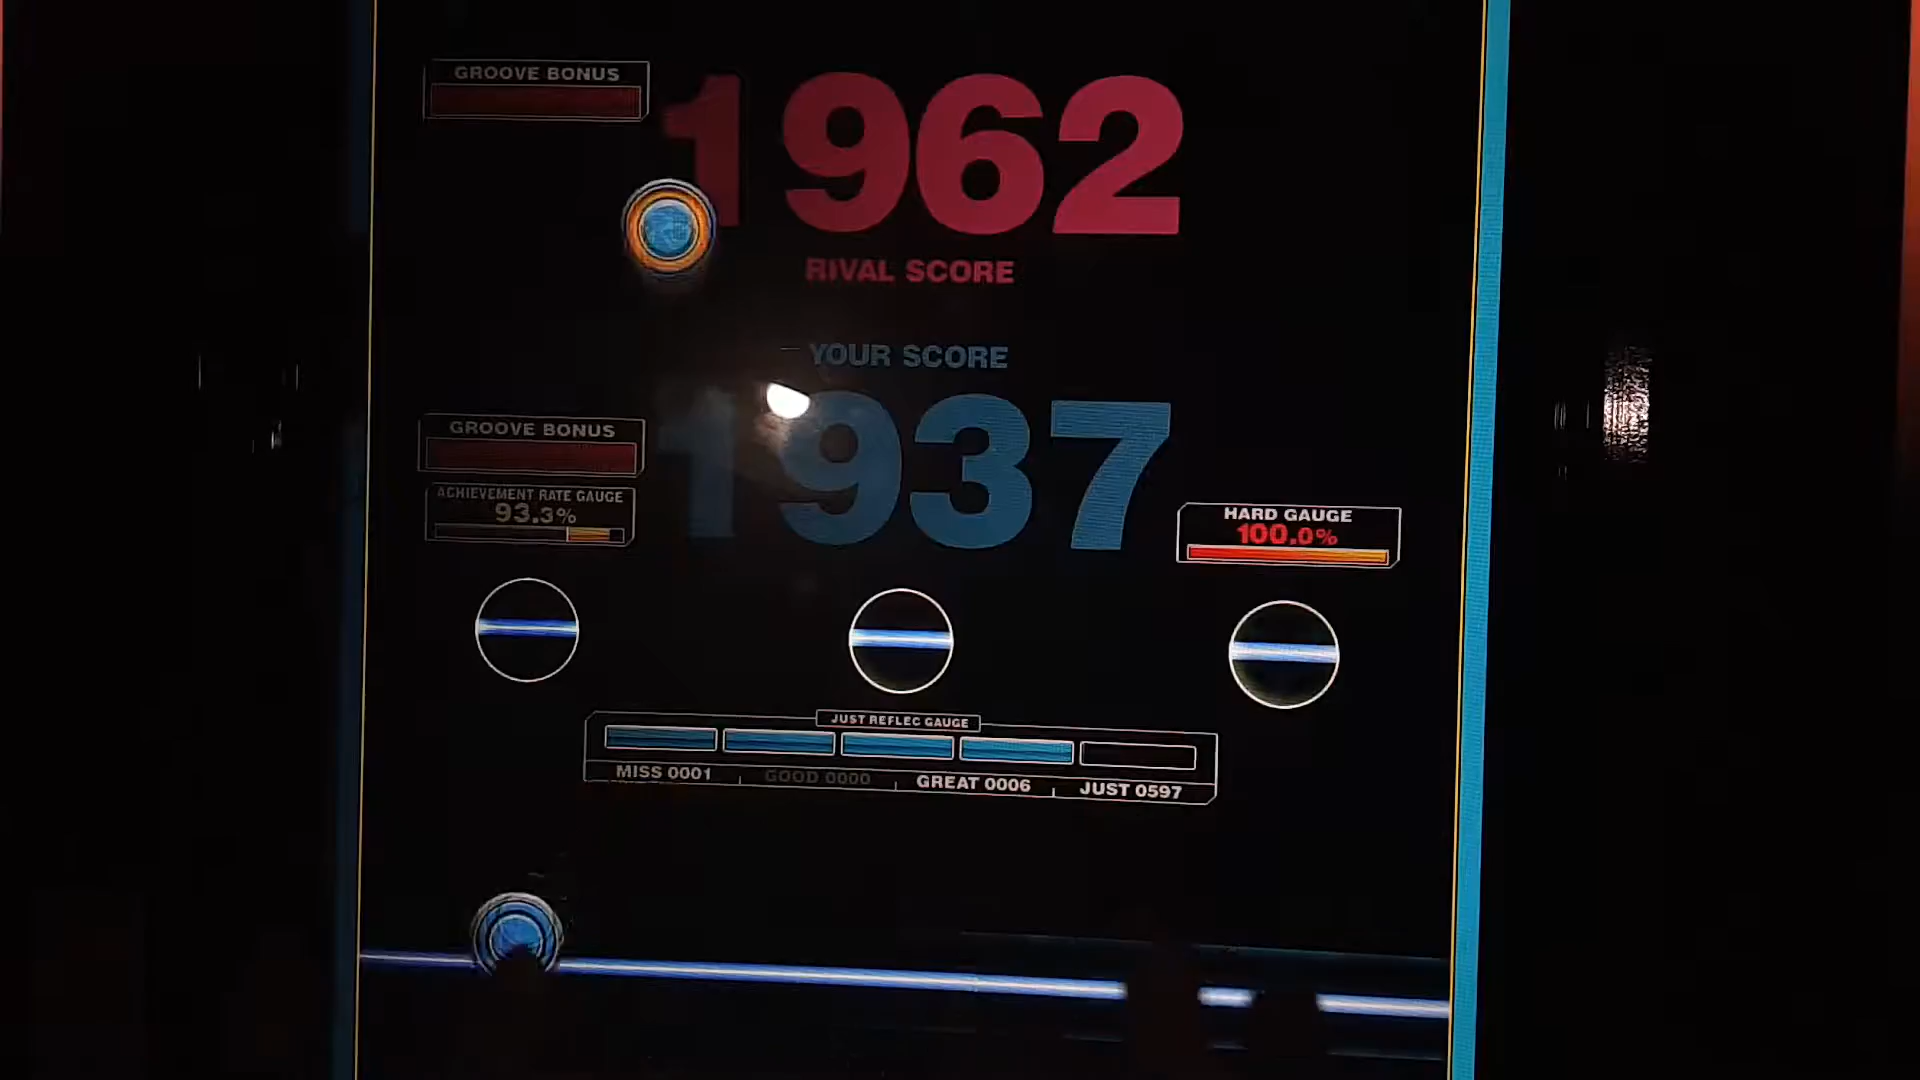 GROOVE BONUS
1962
RIVAL SCORE
YOUR SCORE
1937
GROOVE BONUS
ACHIEVEMENT RATE GAUGE
93.3%
HARD GAUGE
100.0%
JUST REFLEC GAUGE
MISS 0001 GOOD 0000 GREAT 0006 JUST 0597